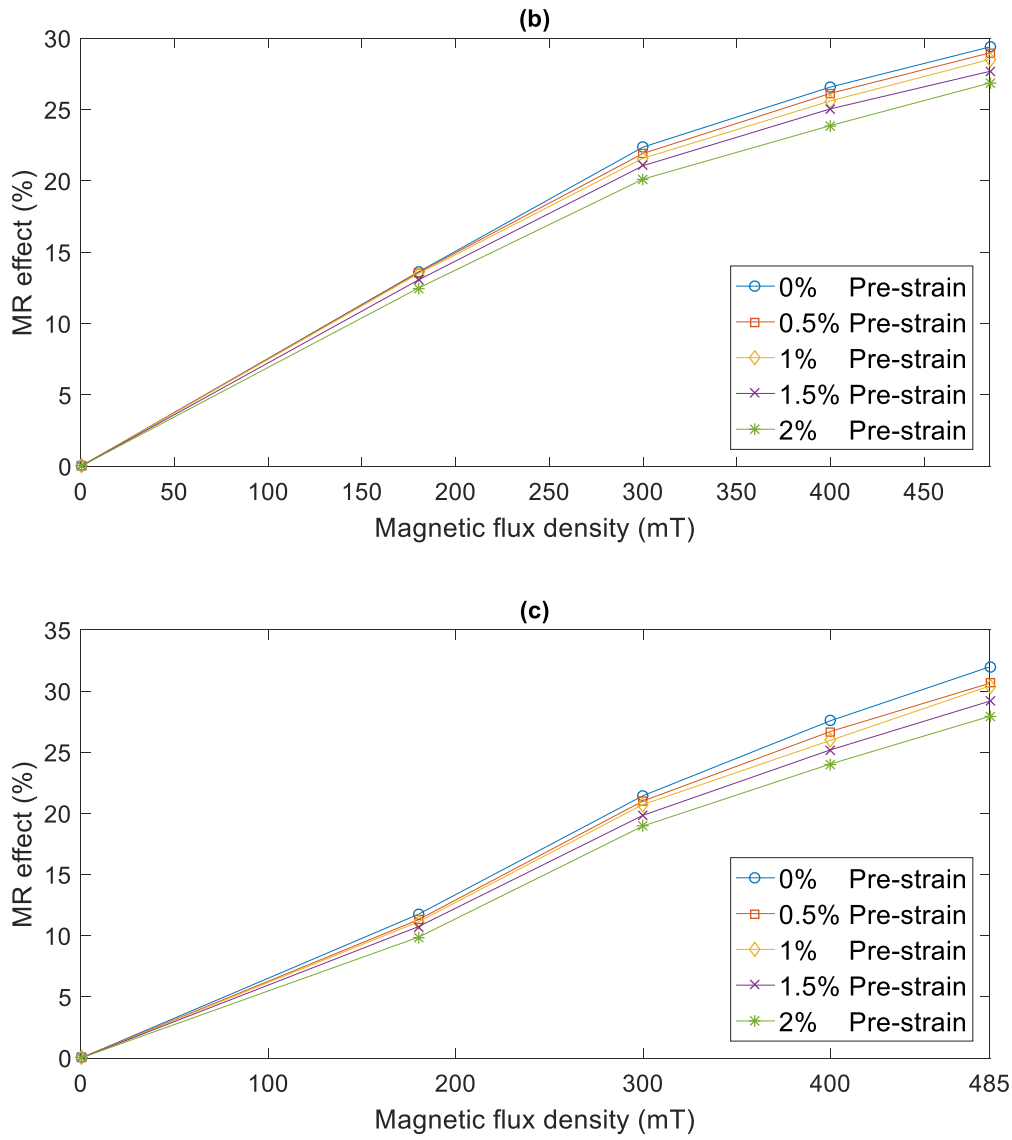 (b)
MR effect (%)
30
25
20
15
10
5
0
0% Pre-strain
0.5% Pre-strain
1% Pre-strain
1.5% Pre-strain
2% Pre-strain
0 50 100 150 200 250 300 350 400 450
Magnetic flux density (mT)
(c)
MR effect (%)
35
30
25
20
15
10
5
0
0% Pre-strain
0.5% Pre-strain
1% Pre-strain
1.5% Pre-strain
2% Pre-strain
0 100 200 300 400 485
Magnetic flux density (mT)